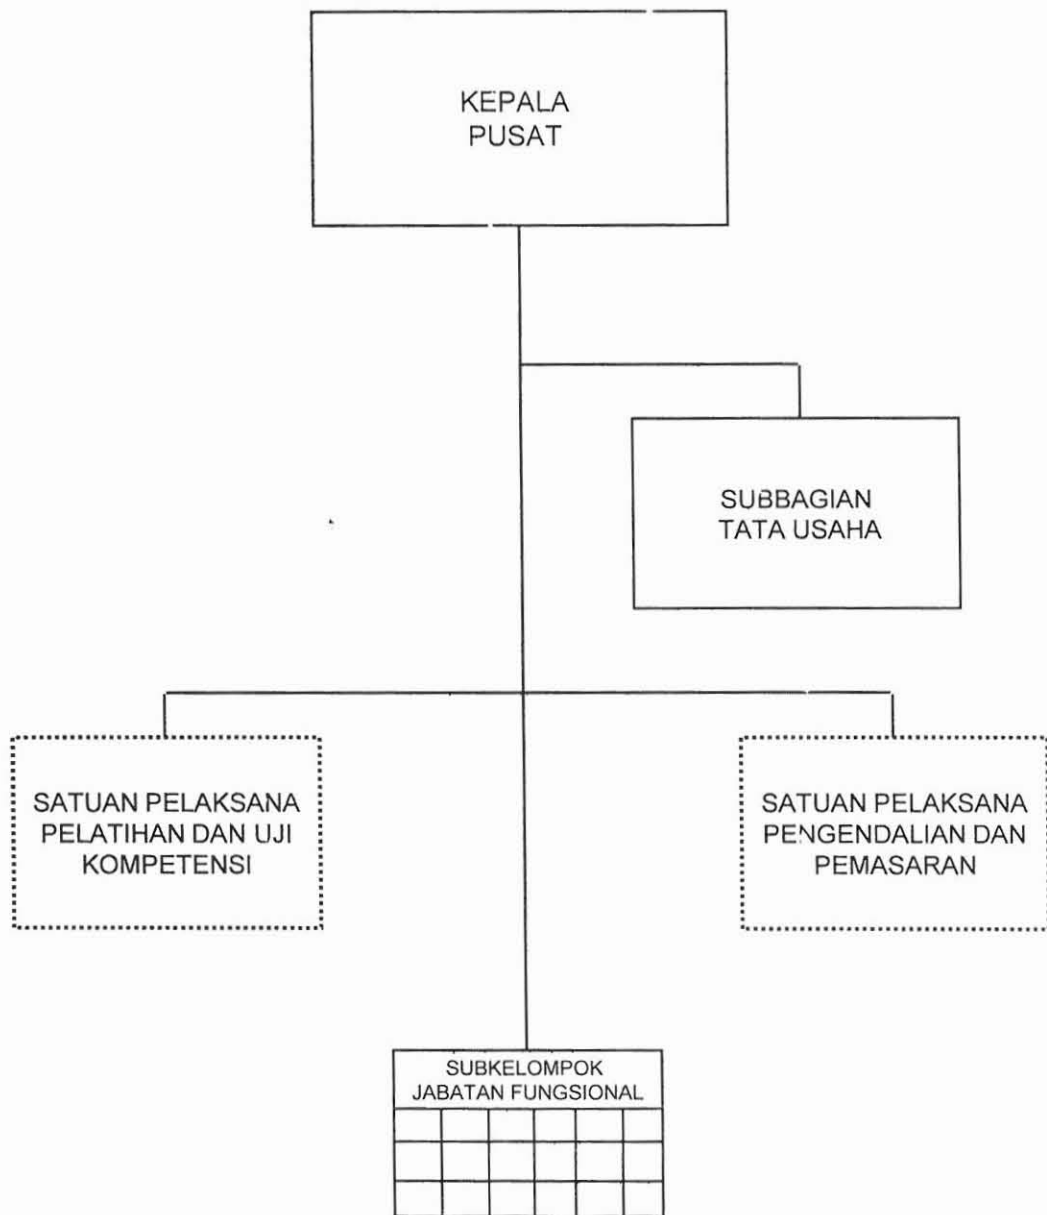 KEPALA
PUSAT
SUBBAGIAN
TATA USAHA
SATUAN PELAKSANA
PELATIHAN DAN UJI
KOMPETENSI
SATUAN PELAKSANA
PENGENDALIAN DAN
PEMASARAN
SUBKELOMPOK
JABATAN FUNGSIONAL